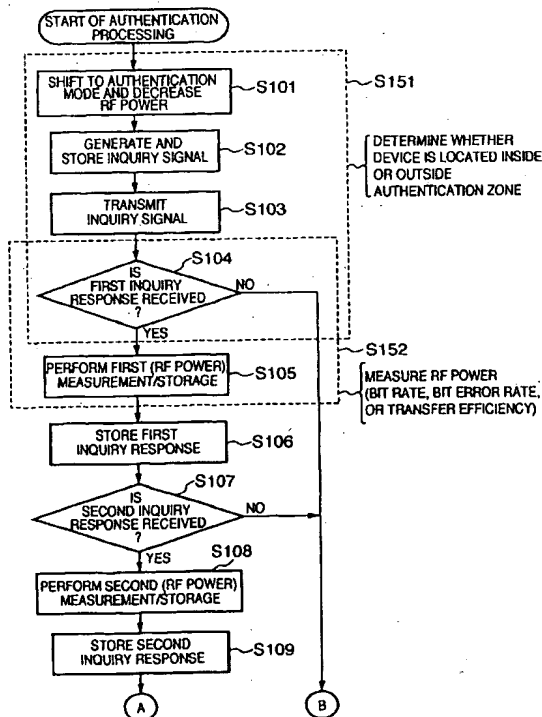 START OF AUTHENTICATION
PROCESSING
S151
SHIFT TO AUTHENTICATION
MODE AND DECREASE
RF POWER
S101
GENERATE AND
STORE INQUIRY SIGNAL
S102
DETERMINE WHETHER
DEVICE IS LOCATED INSIDE
OR OUTSIDE
AUTHENTICATION ZONE
TRANSMIT
INQUIRY SIGNAL
S103
S104
IS
FIRST INQUIRY
RESPONSE RECEIVED
?
NO
YES
S152
PERFORM FIRST (RF POWER)
MEASUREMENT/STORAGE
S105
MEASURE RF POWER
(BIT RATE, BIT ERROR RATE,
OR TRANSFER EFFICIENCY)
STORE FIRST
INQUIRY RESPONSE
S106
S107
IS
SECOND INQUIRY
RESPONSE RECEIVED
?
NO
YES
S108
PERFORM SECOND (RF POWER)
MEASUREMENT/STORAGE
STORE SECOND
INQUIRY RESPONSE
S109
A
B